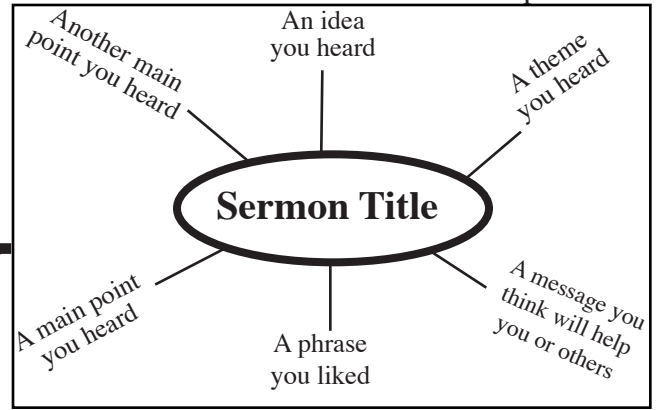 Another main
point you heard
An idea
you heard
A theme
you heard
Sermon Title
A main point
you heard
A phrase
you liked
A message you
think will help
you or others